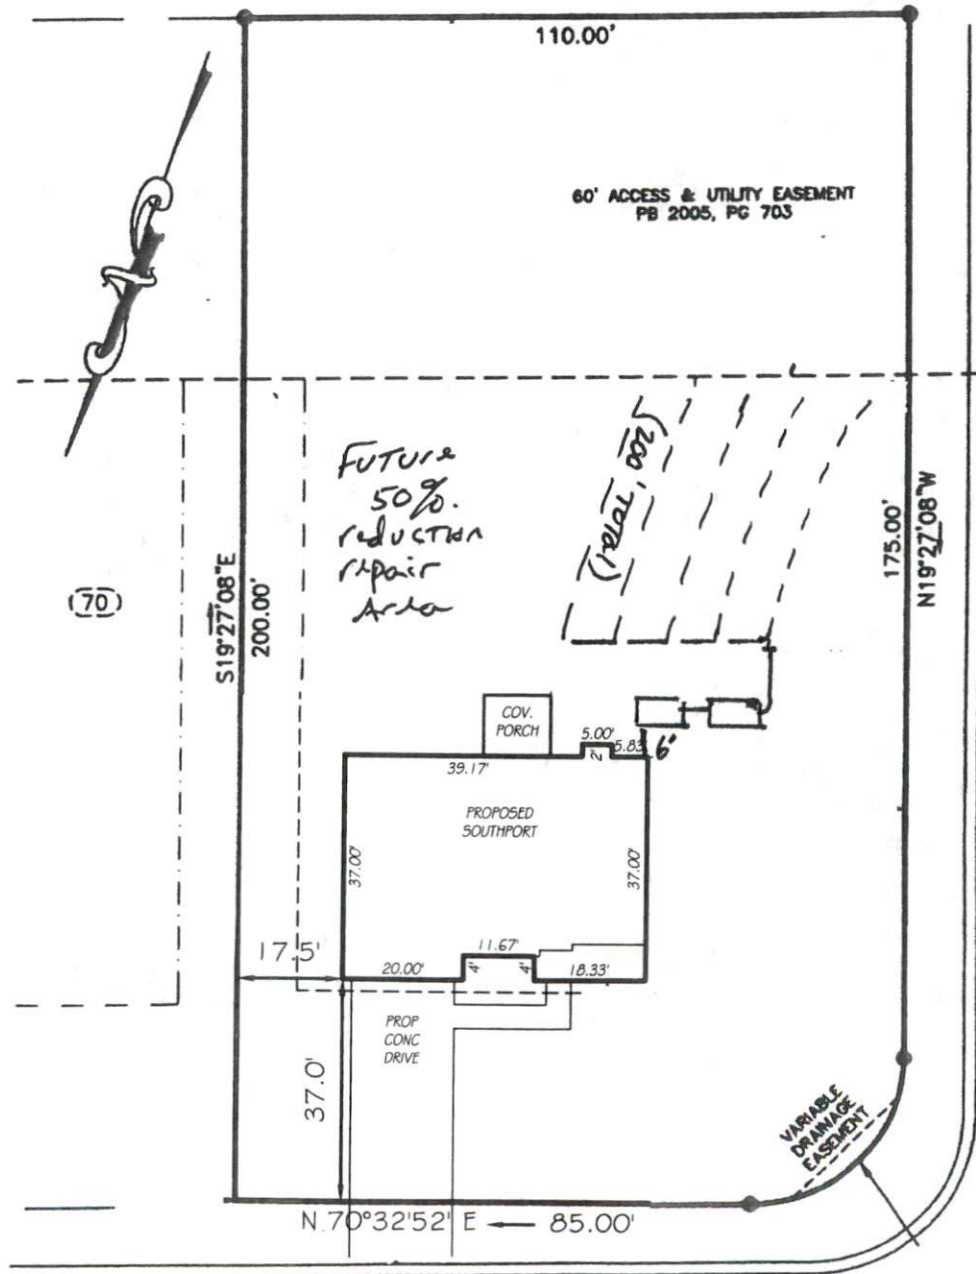 110.00'
60' ACCESS & UTILITY EASEMENT
PB 2005, PG 703
Future
50%.
reduction
repair
Area
(200' Total)
175.00'
N19°27'08"W
S19°27'08"E
200.00'
(70)
COV.
PORCH
5.00'
5.83'
2'
6"
39.17'
PROPOSED
SOUTHPORT
37.00'
37.00'
17.5'
11.67'
20.00'
4'
4'
18.33'
PROP
CONC
DRIVE
37.0'
VARIABLE
DRAINAGE
EASEMENT
N 70°32'52" E
85.00'